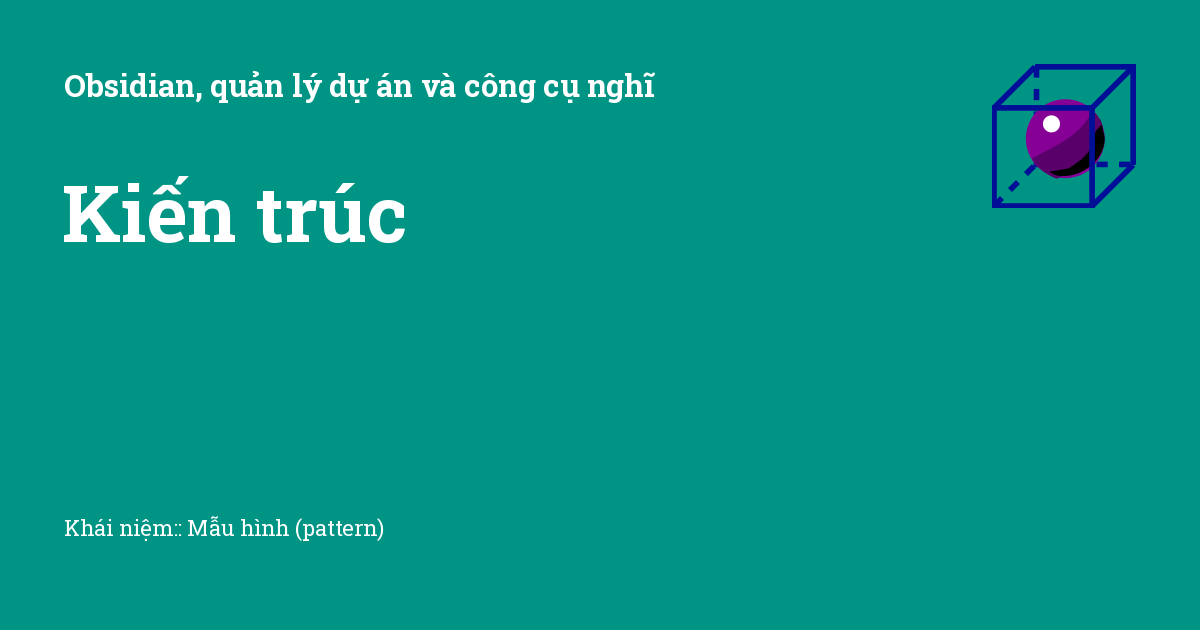 Obsidian, quản lý dự án và công cụ nghĩ
Kiến trúc
Khái niệm:: Mẫu hình (pattern)